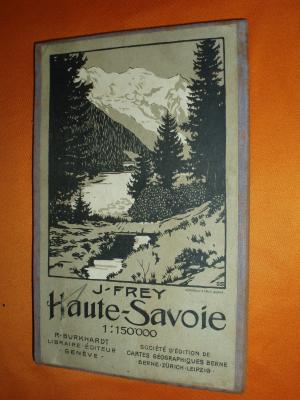 J-FREY
Haute-Savoie
1:150'000
R·BURKHARDT
LIBRAIRE-ÉDITEUR
·GENÈVE·
SOCIÉTÉ D'ÉDITION DE
CARTES GÉOGRAPHIQUES BERNE
·BERNE·ZÜRICH·LEIPZIG·